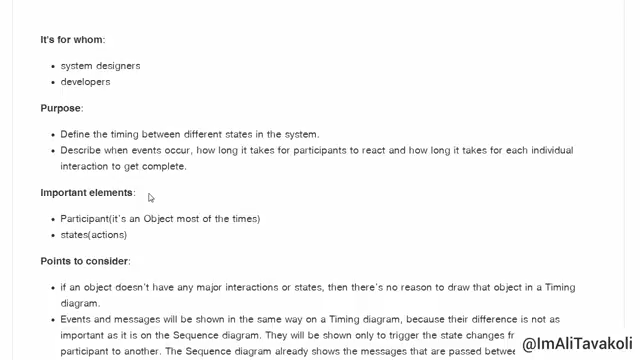 It's for whom:
system designers
developers
Purpose:
Define the timing between different states in the system.
Describe when events occur, how long it takes for participants to react and how long it takes for each individual
interaction to get complete.
Important elements:
Participant(it's an Object most of the times)
states(actions)
Points to consider:
if an object doesn't have any major interactions or states, then there's no reason to draw that object in a Timing
diagram.
Events and messages will be shown in the same way on a Timing diagram, because their difference is not as
important as it is on the Sequence diagram. They will be shown only to trigger the state changes
participant to another. The Sequence diagram already shows the messages that are passed
@ImAliTavakoli